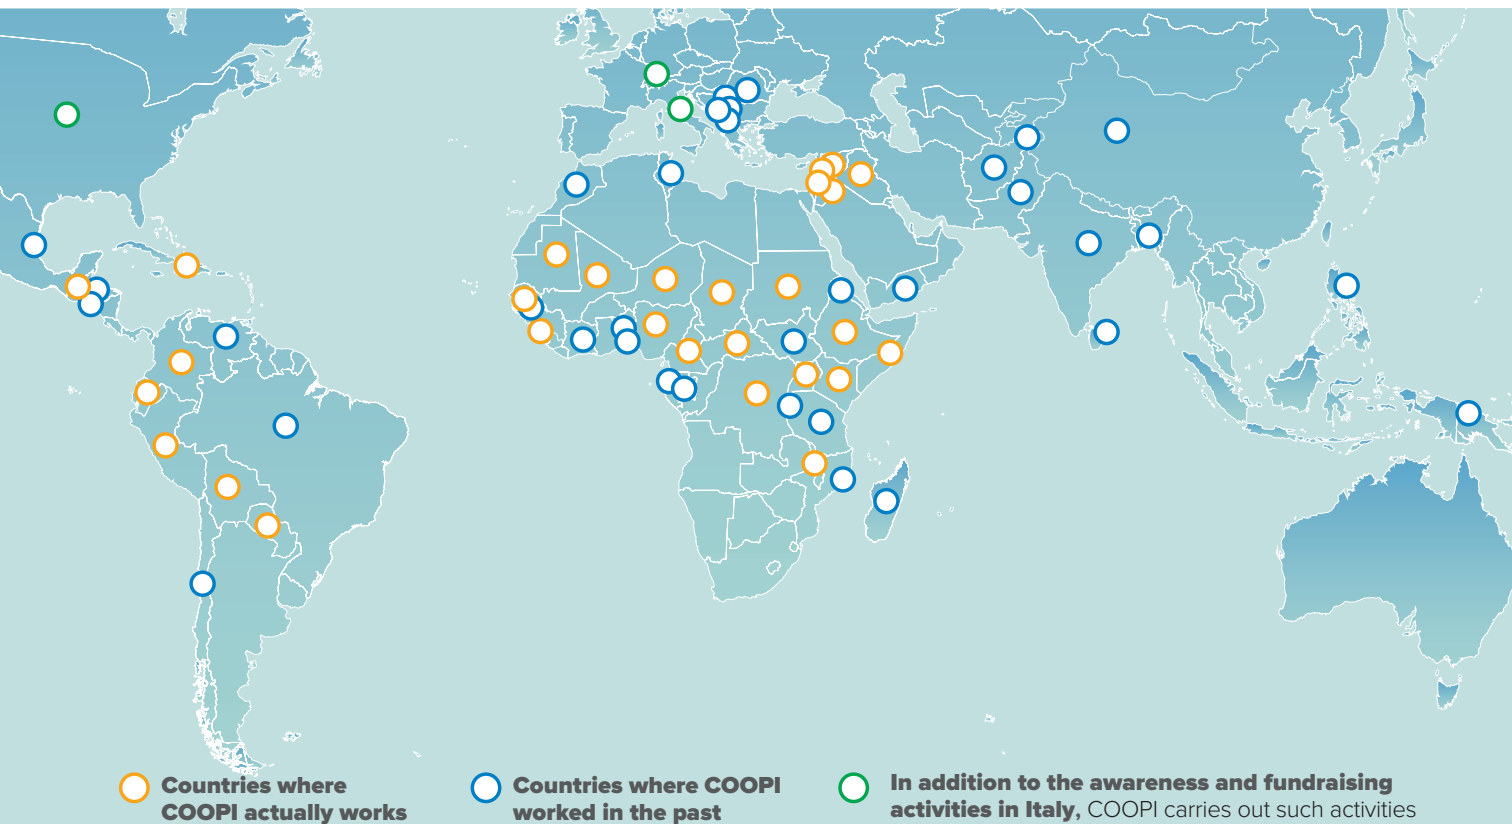 Countries where
COOPI actually works
Countries where COOPI
worked in the past
In addition to the awareness and fundraising
activities in Italy, COOPI carries out such activities